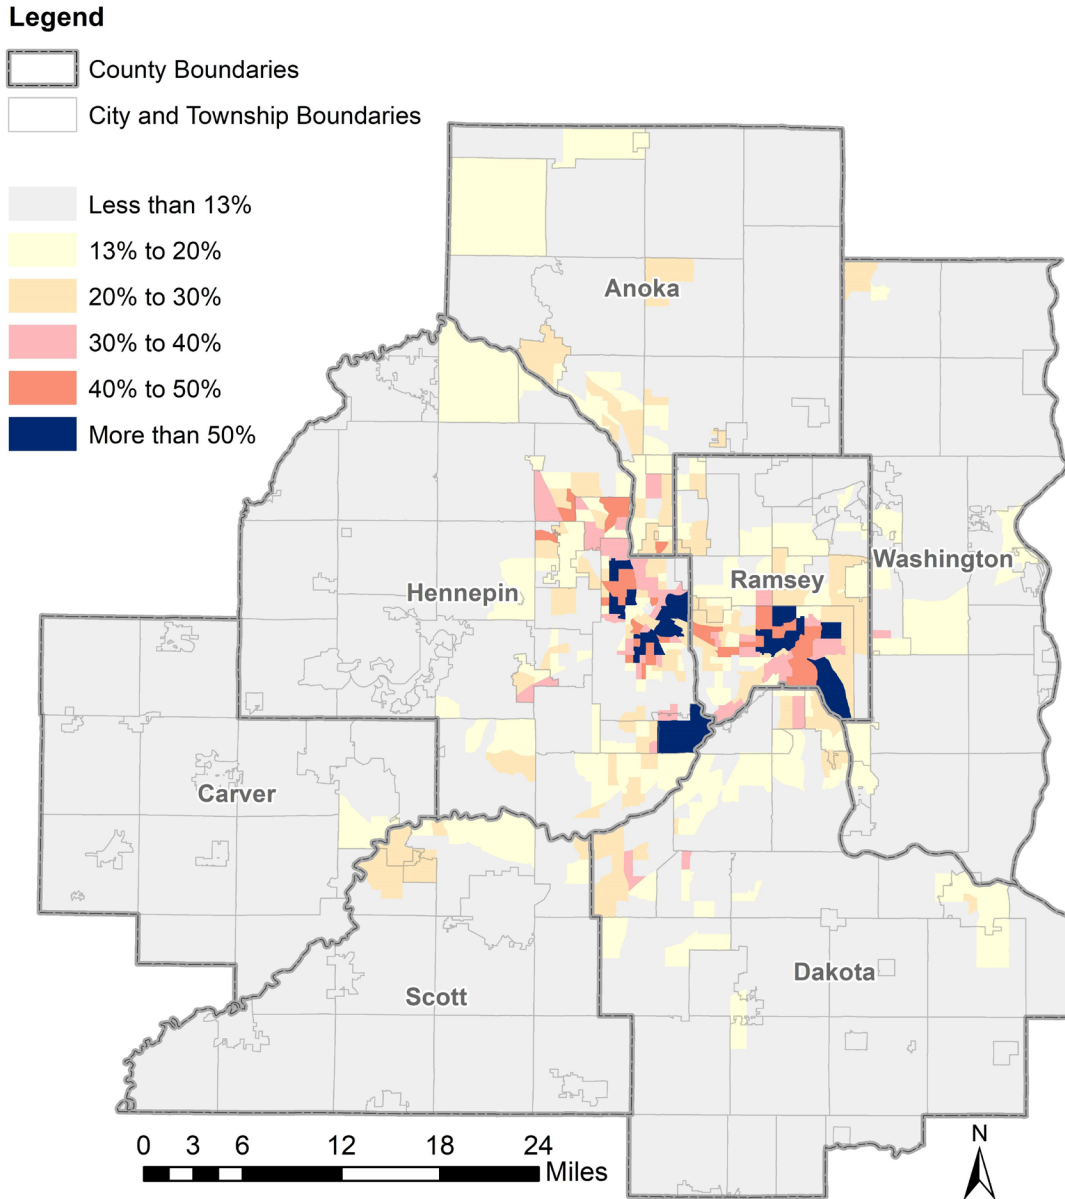 Legend
County Boundaries
City and Township Boundaries
Less than 13%
13% to 20%
20% to 30%
30% to 40%
40% to 50%
More than 50%
Anoka
Washington
Ramsey
Hennepin
Carver
Dakota
Scott
0 3 6 12 18 24
Miles
N